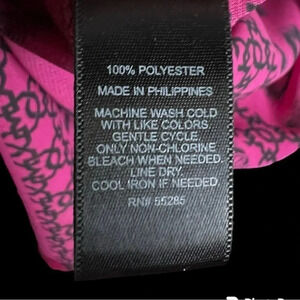 100% POLYESTER
MADE IN PHILIPPINES
MACHINE WASH COLD
WITH LIKE COLORS
GENTLE CYCLE.
ONLY NON-CHLORINE
BLEACH WHEN NEEDED.
LINE DRY.
COOL IRON IF NEEDED.
RN# 55285